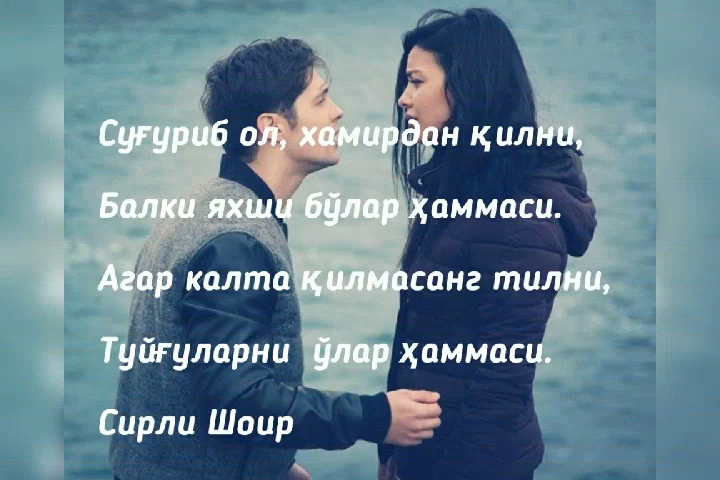 Суғуриб ол, хамирдан қилни,
Балки яхши бўлар ҳаммаси.
Агар калта қилмасанг тилни,
Туйғуларни ўлар ҳаммаси.
Сирли Шоир